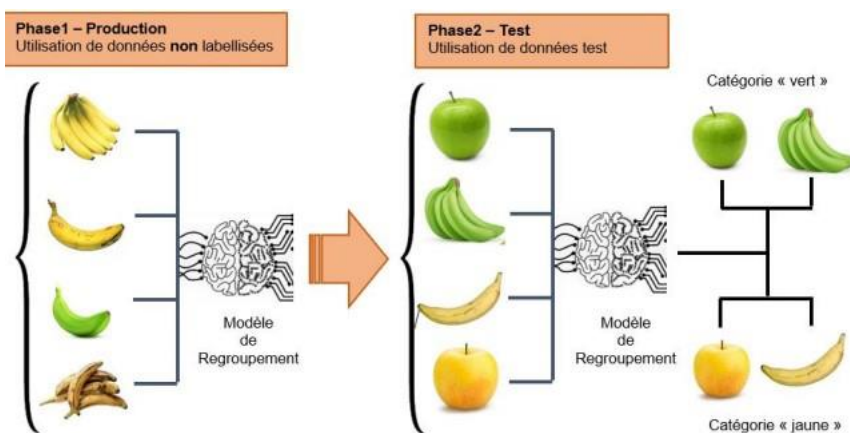 Phase1 – Production
Utilisation de données non labellisées
Phase2 – Test
Utilisation de données test
Catégorie « vert »
Modèle
de
Regroupement
Modèle
de
Regroupement
Catégorie « jaune »